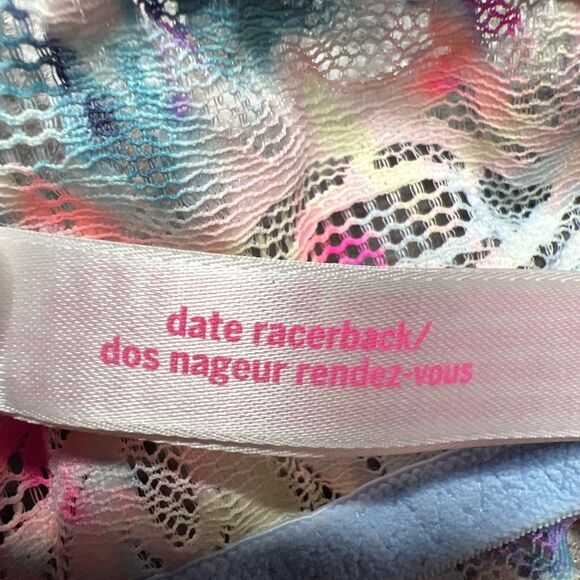 date racerback/
dos nageur rendez-vous